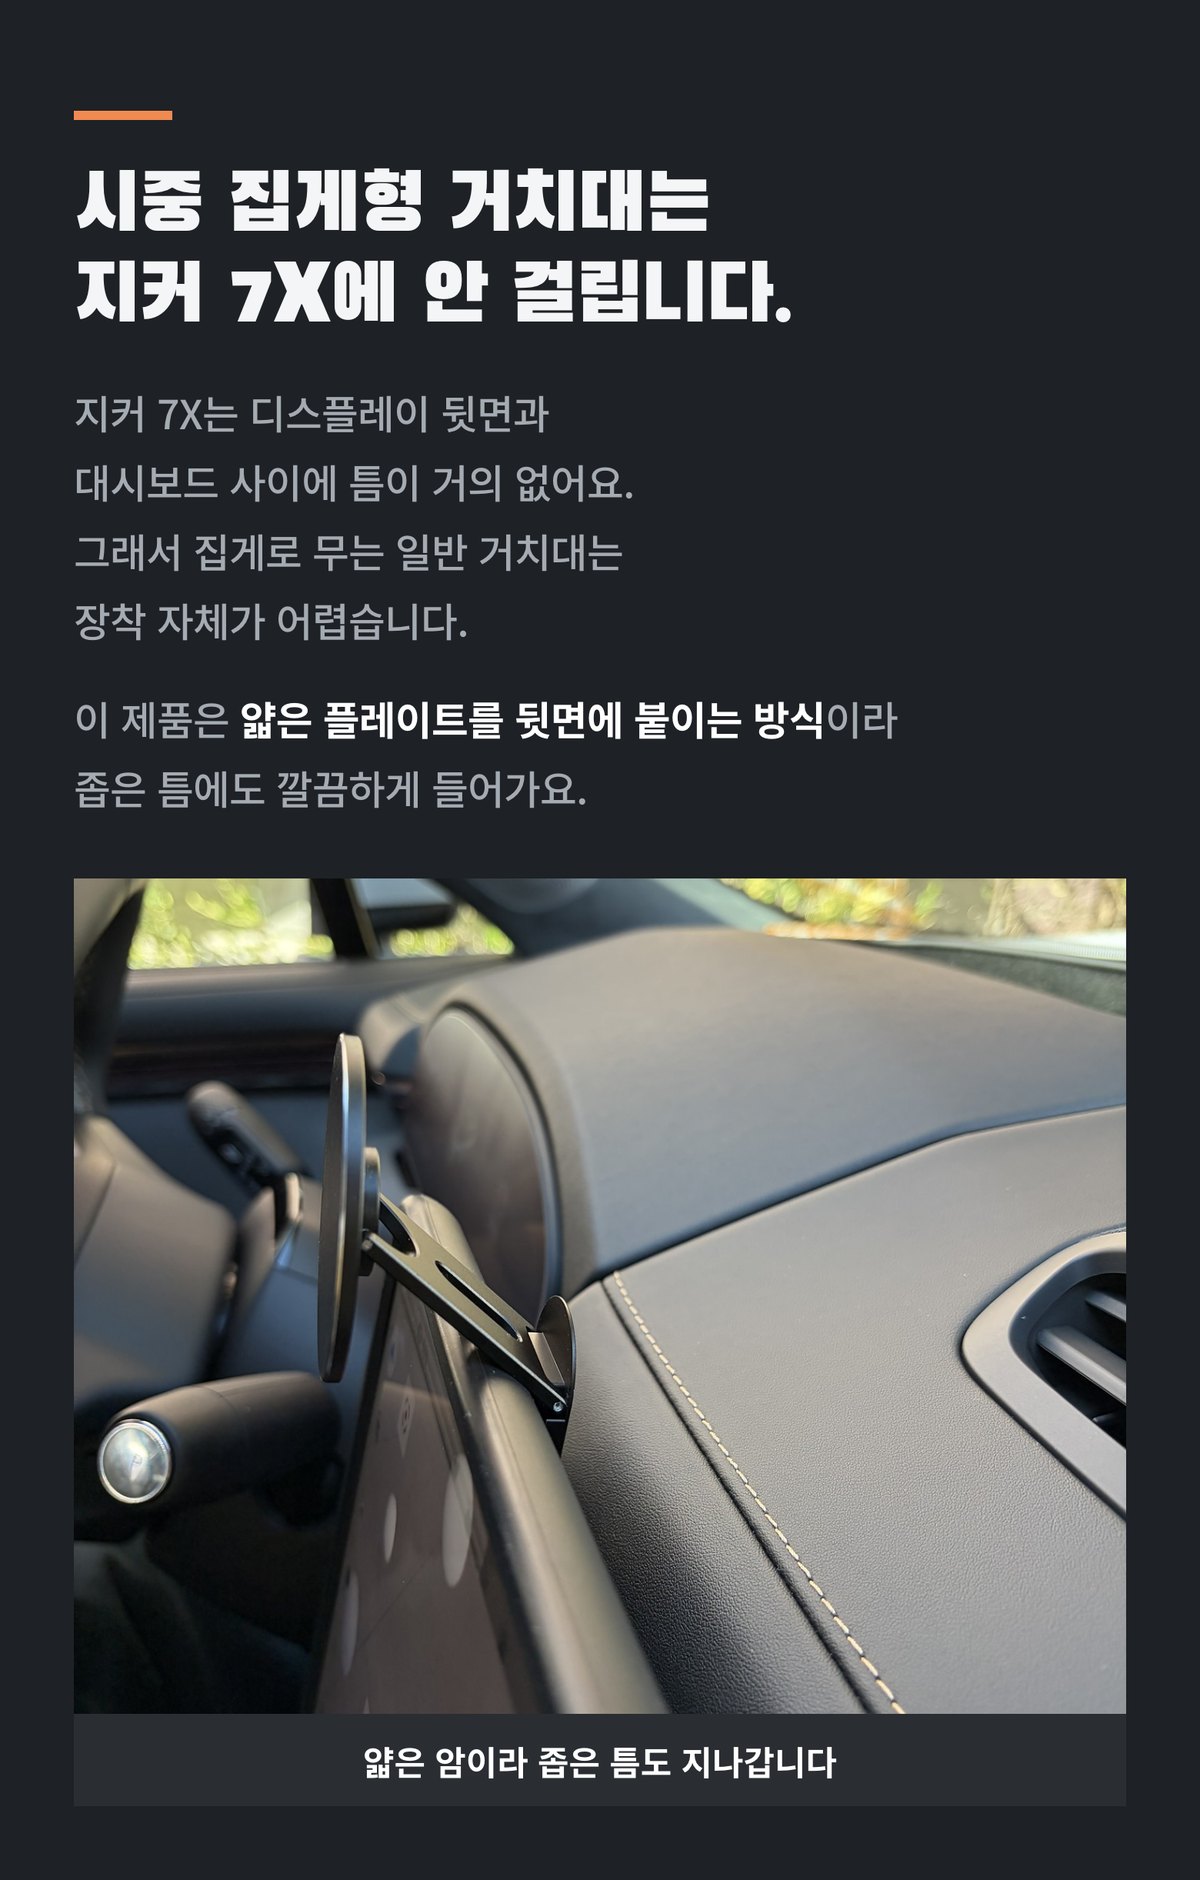 시중 집게형 거치대는
지커 7X에 안 걸립니다.
지커 7X는 디스플레이 뒷면과
대시보드 사이에 틈이 거의 없어요.
그래서 집게로 무는 일반 거치대는
장착 자체가 어렵습니다.
이 제품은 얇은 플레이트를 뒷면에 붙이는 방식이라
좁은 틈에도 깔끔하게 들어가요.
얇은 암이라 좁은 틈도 지나갑니다